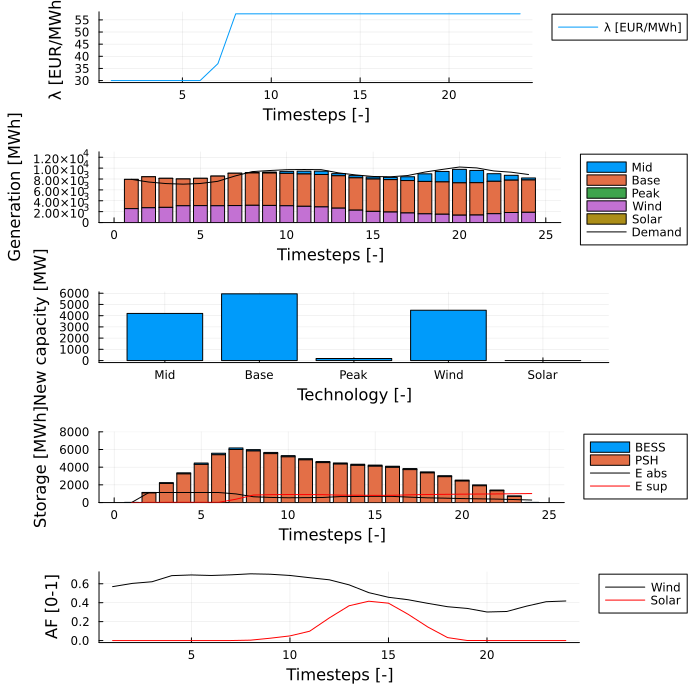 λ [EUR/MWh]
55
50
45
40
35
30
5
10
15
20
Timesteps [-]
λ [EUR/MWh]
Generation [MWh]
1.20×10⁴
1.00×10⁴
8.00×10³
6.00×10³
4.00×10³
2.00×10³
0
0
5
10
15
20
25
Timesteps [-]
Mid
Base
Peak
Wind
Solar
Demand
New capacity [MW]
6000
5000
4000
3000
2000
1000
0
Mid
Base
Peak
Wind
Solar
Technology [-]
Storage [MWh]
8000
6000
4000
2000
0
0
5
10
15
20
25
Timesteps [-]
BESS
PSH
E abs
E sup
AF [0-1]
0.6
0.4
0.2
0.0
5
10
15
20
Timesteps [-]
Wind
Solar